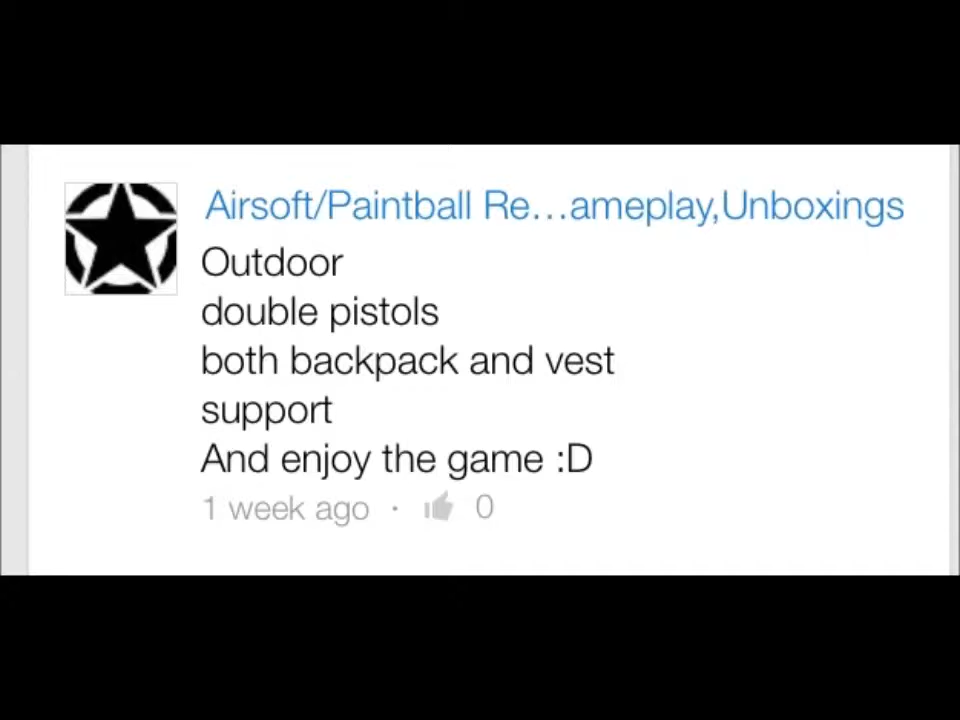 Airsoft/Paintball Re...ameplay,Unboxings
Outdoor
double pistols
both backpack and vest
support
And enjoy the game :D
1 week ago · 0